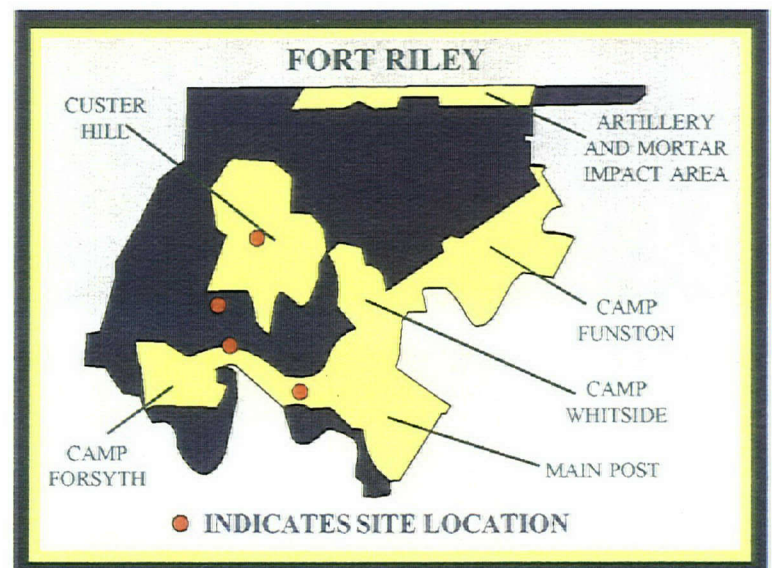 FORT RILEY
CUSTER
HILL
ARTILLERY
AND MORTAR
IMPACT AREA
CAMP
FUNSTON
CAMP
WHITSIDE
MAIN POST
CAMP
FORSYTH
INDICATES SITE LOCATION